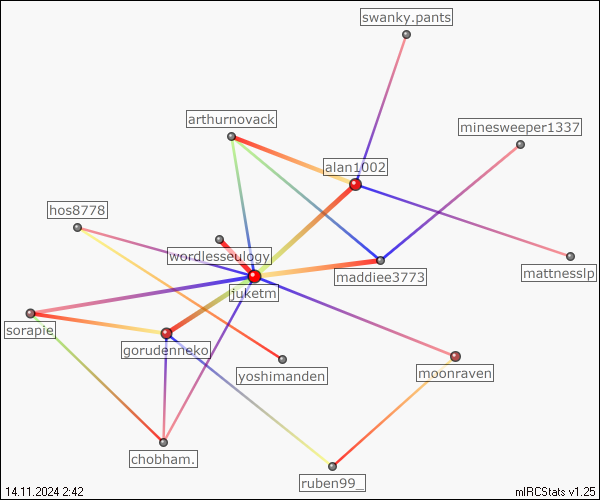 swanky.pants
arthurnovack
minesweeper1337
alan1002
hos8778
wordlesseulogy
maddiee3773
mattnesslp
juketm
sorapie
gorudenneko
yoshimanden
moonraven
chobham.
ruben99_
14.11.2024 2:42
mIRCStats v1.25